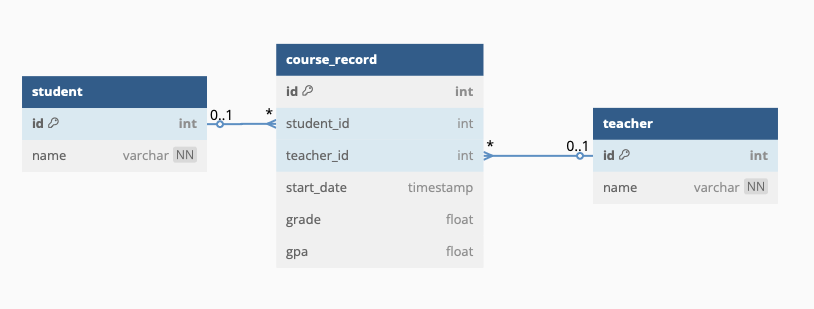 student
id int
name varchar NN
0..1
*
course_record
id int
student_id int
teacher_id int
start_date timestamp
grade float
gpa float
*
0..1
teacher
id int
name varchar NN